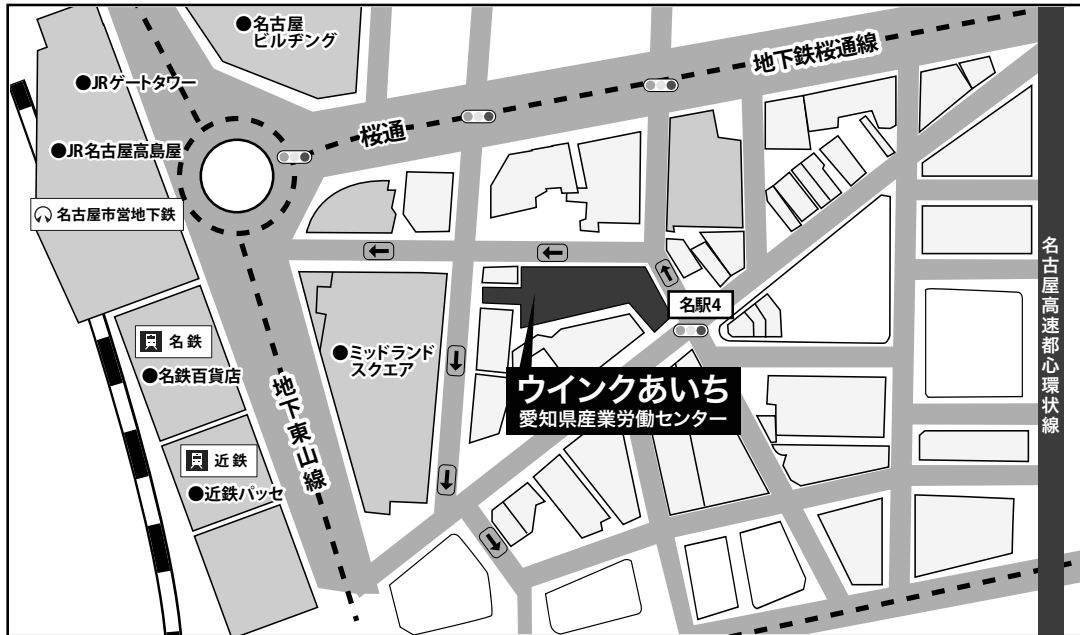 ●名古屋
ビルヂング
●JRゲートタワー
地下鉄桜通線
桜通
●JR名古屋高島屋
名古屋市営地下鉄
名古屋高速都心環状線
名駅4
名鉄
●ミッドランド
スクエア
●名鉄百貨店
ウインクあいち
愛知県産業労働センター
地下東山線
近鉄
●近鉄パッセ